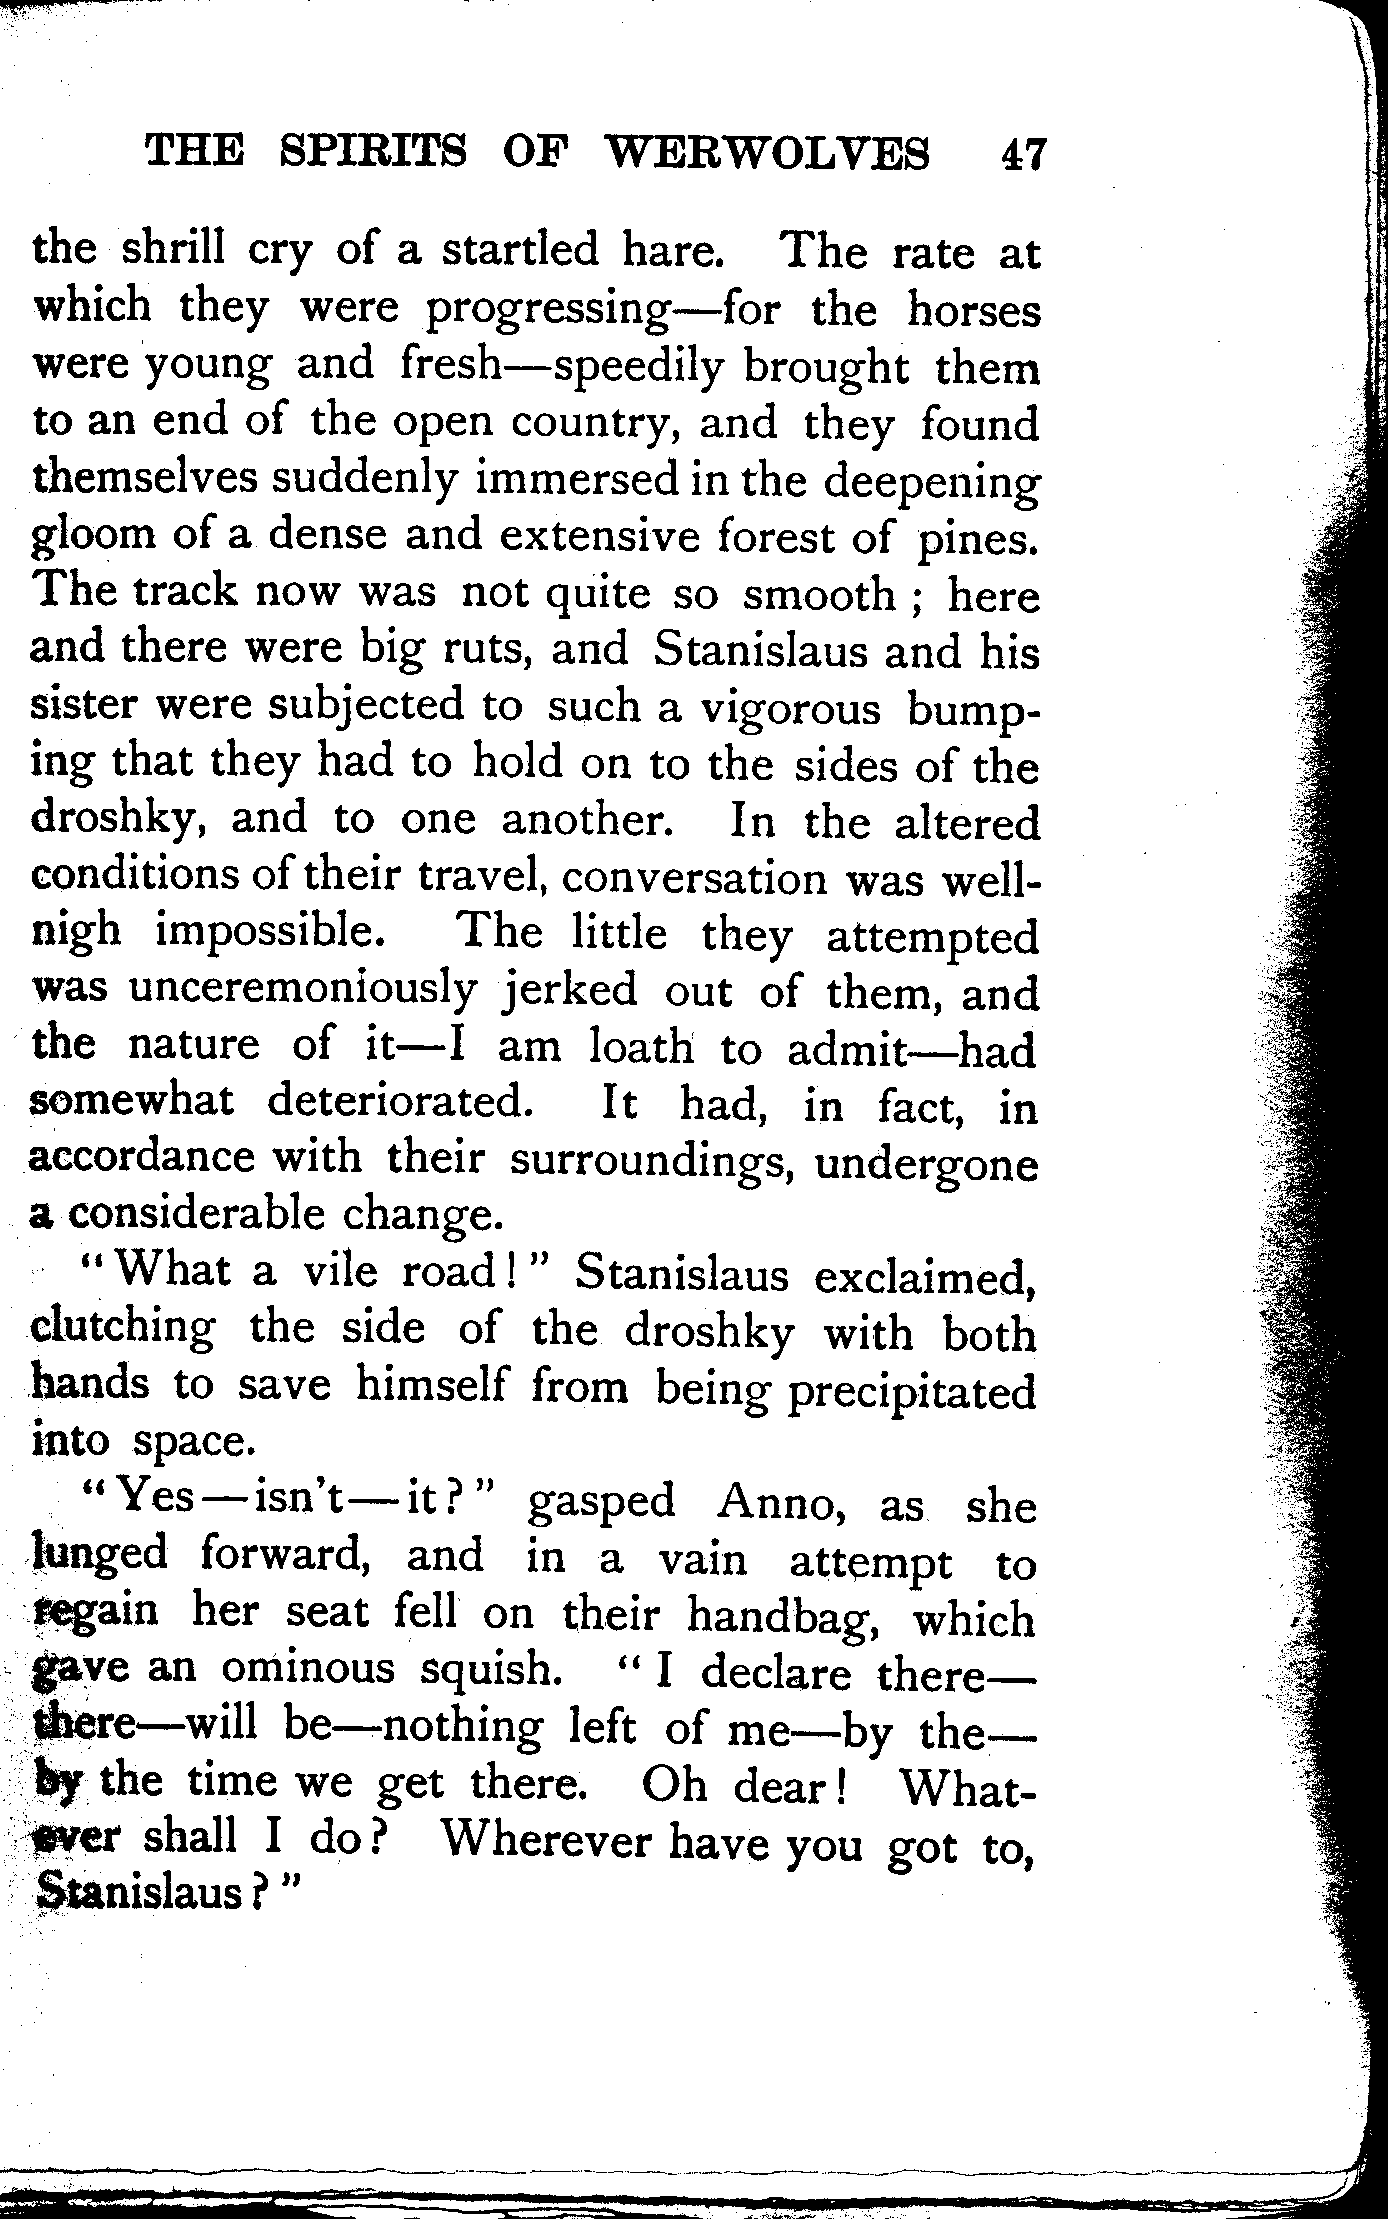 THE SPIRITS OF WERWOLVES 47
the shrill cry of a startled hare. The rate at
which they were progressing—for the horses
were young and fresh—speedily brought them
to an end of the open country, and they found
themselves suddenly immersed in the deepening
gloom of a dense and extensive forest of pines.
The track now was not quite so smooth ; here
and there were big ruts, and Stanislaus and his
sister were subjected to such a vigorous bump-
ing that they had to hold on to the sides of the
droshky, and to one another. In the altered
conditions of their travel, conversation was well-
nigh impossible. The little they attempted
was unceremoniously jerked out of them, and
the nature of it—I am loath to admit—had
somewhat deteriorated. It had, in fact, in
accordance with their surroundings, undergone
a considerable change.
“What a vile road!” Stanislaus exclaimed,
clutching the side of the droshky with both
hands to save himself from being precipitated
into space.
“Yes—isn't—it?” gasped Anno, as she
lunged forward, and in a vain attempt to
regain her seat fell on their handbag, which
gave an ominous squish. “I declare there—
there—will be—nothing left of me—by the—
by the time we get there. Oh dear! What-
ever shall I do? Wherever have you got to,
Stanislaus?”